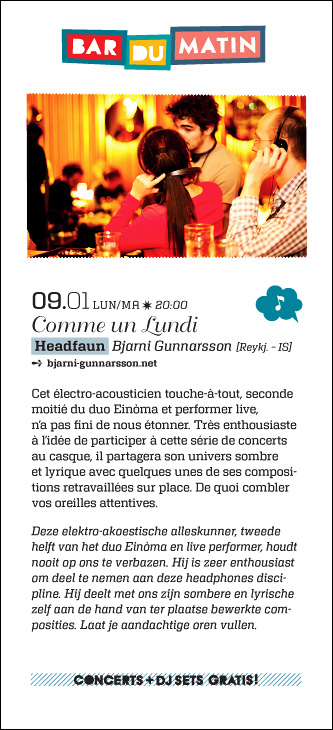 BAR DU MATIN
09.01 LUN/MA ✷ 20:00
Comme un Lundi
Headfaun Bjarni Gunnarsson [Reykj. – IS]
➺ bjarni-gunnarsson.net
Cet électro-acousticien touche-à-tout, seconde
moitié du duo Einòma et performer live,
n'a pas fini de nous étonner. Très enthousiaste
à l'idée de participer à cette série de concerts
au casque, il partagera son univers sombre
et lyrique avec quelques unes de ses composi-
tions retravaillées sur place. De quoi combler
vos oreilles attentives.
Deze elektro-akoestische alleskunner, tweede
helft van het duo Einòma en live performer, houdt
nooit op ons te verbazen. Hij is zeer enthousiast
om deel te nemen aan deze headphones disci-
pline. Hij deelt met ons zijn sombere en lyrische
zelf aan de hand van ter plaatse bewerkte com-
posities. Laat je aandachtige oren vullen.
CONCERTS + DJ SETS GRATIS!